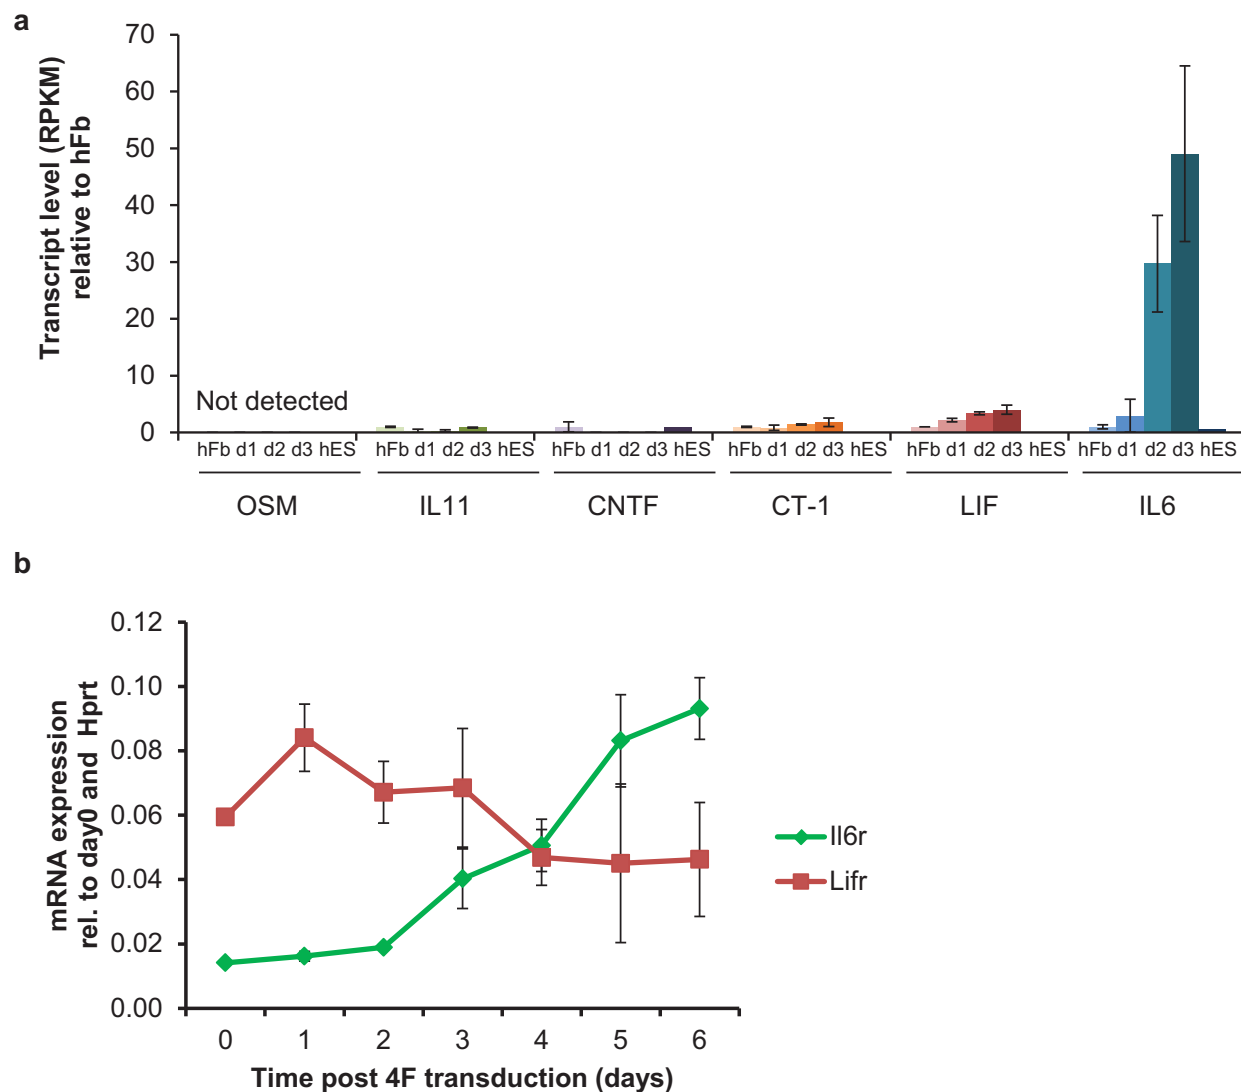 a
Transcript level (RPKM)
relative to hFb
70
60
50
40
30
20
10
0
Not detected
hFb d1 d2 d3 hES hFb d1 d2 d3 hES hFb d1 d2 d3 hES hFb d1 d2 d3 hES hFb d1 d2 d3 hES hFb d1 d2 d3 hES
OSM IL11 CNTF CT-1 LIF IL6
b
mRNA expression
rel. to day0 and Hprt
0.12
0.10
0.08
0.06
0.04
0.02
0.00
Il6r
Lifr
0 1 2 3 4 5 6
Time post 4F transduction (days)